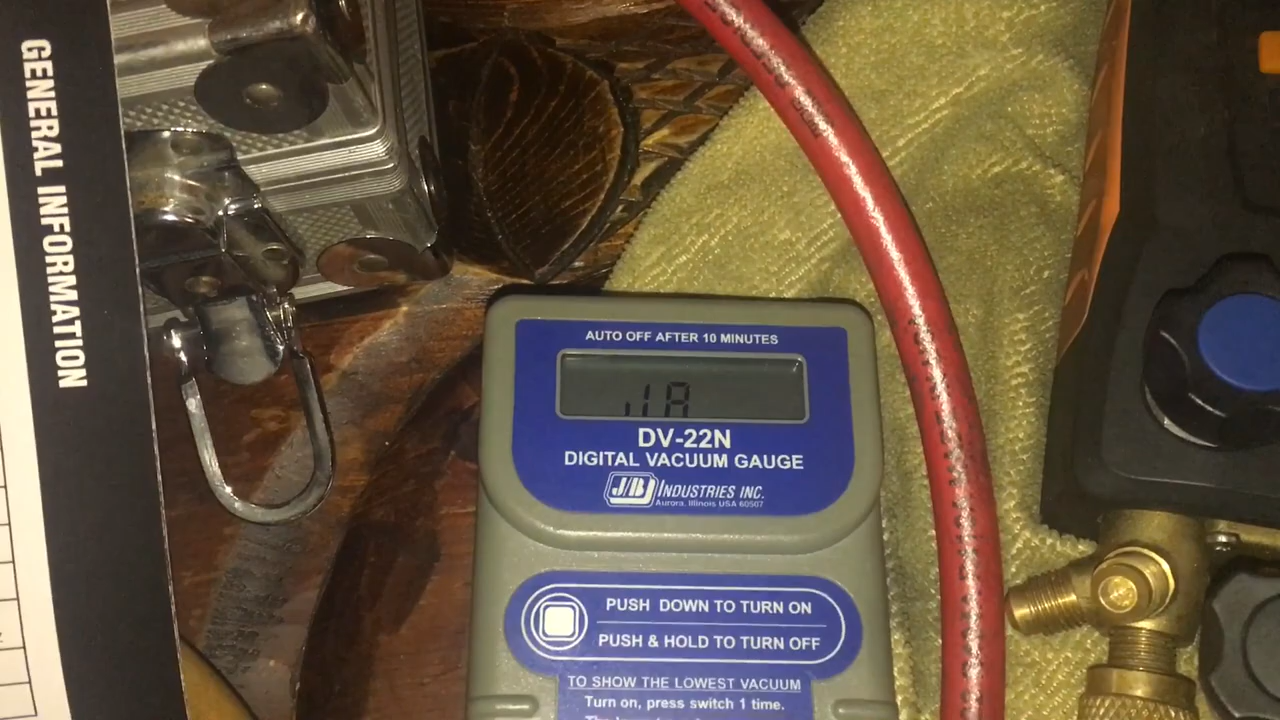 GENERAL INFORMATION
AUTO OFF AFTER 10 MINUTES
DV-22N
DIGITAL VACUUM GAUGE
J/B INDUSTRIES INC.
Aurora, Illinois USA 60507
PUSH DOWN TO TURN ON
PUSH & HOLD TO TURN OFF
TO SHOW THE LOWEST VACUUM
Turn on, press switch 1 time.